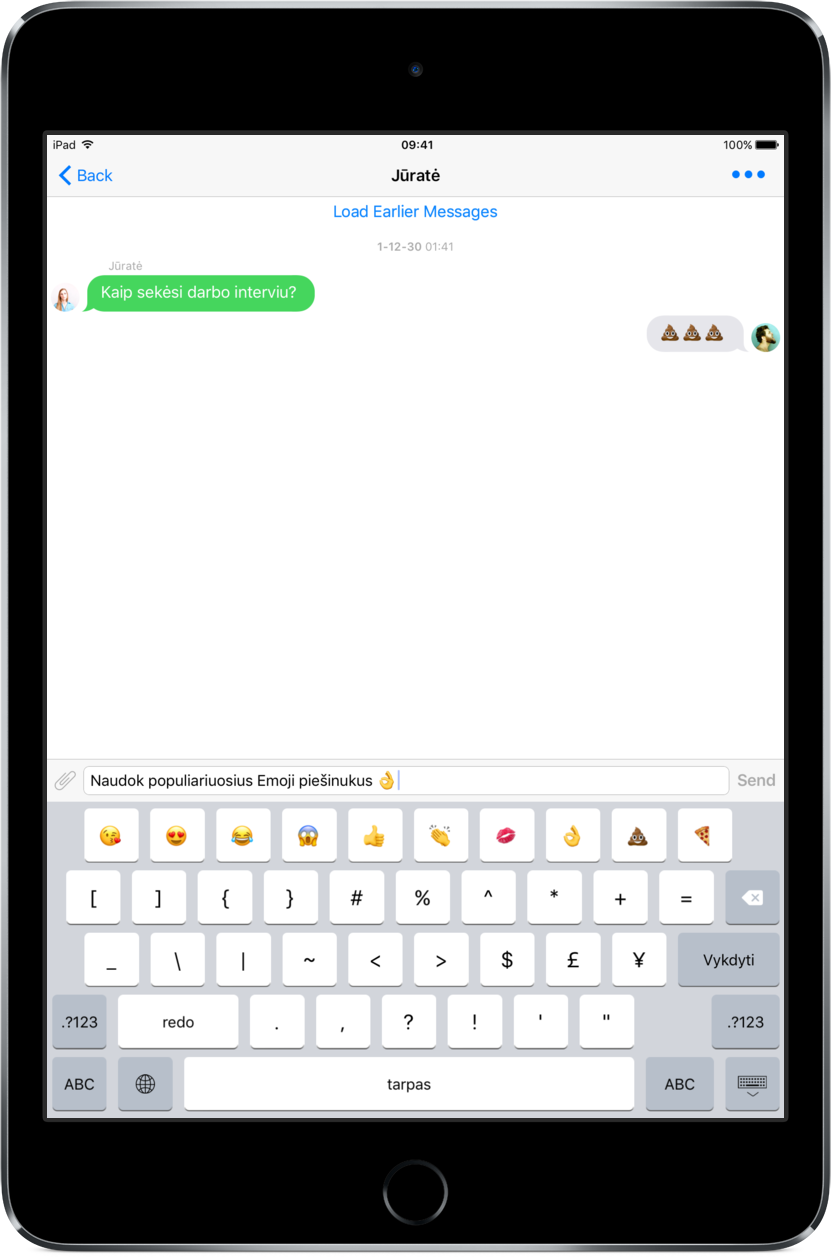 iPad 09:41 100%
Back Jūratė •••
Load Earlier Messages
1-12-30 01:41
Jūratė
Kaip sekėsi darbo interviu?
💩💩💩
Naudok populiariuosius Emoji piešinukus 👌 Send
😘 😍 😂 😱 👍 👏 💋 👌 💩 🍕
[ ] { } # % ^ * + =
_ \ | ~ < > $ £ ¥ Vykdyti
.?123 redo . , ? ! ' " .?123
ABC tarpas ABC